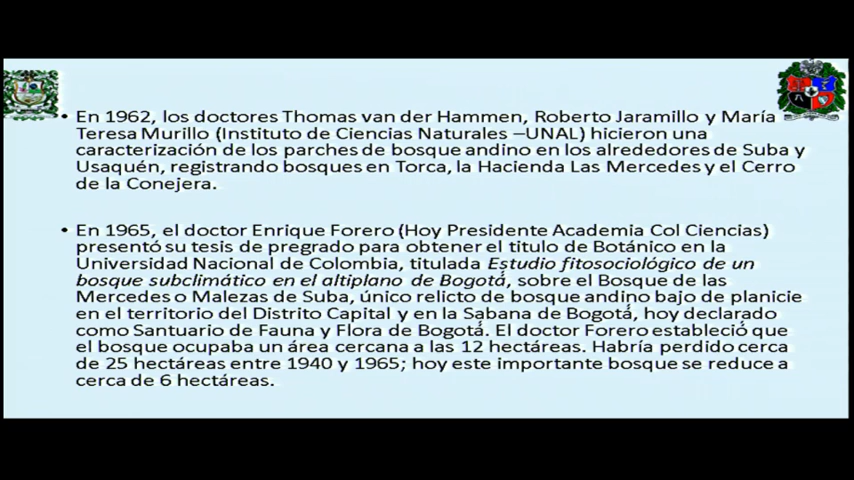 • En 1962, los doctores Thomas van der Hammen, Roberto Jaramillo y María
Teresa Murillo (Instituto de Ciencias Naturales –UNAL) hicieron una
caracterización de los parches de bosque andino en los alrededores de Suba y
Usaquén, registrando bosques en Torca, la Hacienda Las Mercedes y el Cerro
de la Conejera.
• En 1965, el doctor Enrique Forero (Hoy Presidente Academia Col Ciencias)
presentó su tesis de pregrado para obtener el titulo de Botánico en la
Universidad Nacional de Colombia, titulada Estudio fitosociológico de un
bosque subclimático en el altiplano de Bogotá, sobre el Bosque de las
Mercedes o Malezas de Suba, único relicto de bosque andino bajo de planicie
en el territorio del Distrito Capital y en la Sabana de Bogotá, hoy declarado
como Santuario de Fauna y Flora de Bogotá. El doctor Forero estableció que
el bosque ocupaba un área cercana a las 12 hectáreas. Habría perdido cerca
de 25 hectáreas entre 1940 y 1965; hoy este importante bosque se reduce a
cerca de 6 hectáreas.